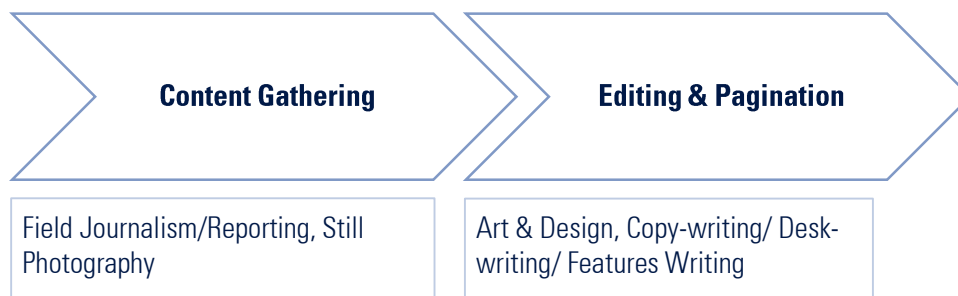 Content Gathering
Editing & Pagination
Field Journalism/Reporting, Still
Photography
Art & Design, Copy-writing/ Desk-
writing/ Features Writing